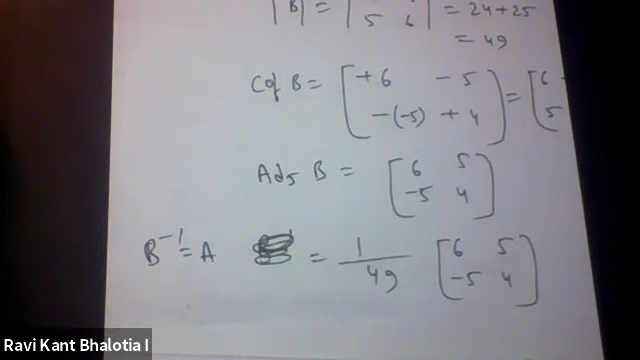 |B| = | 5 6 | = 24+25
= 49
Cof B = [ +6 -5 -(-5) +4 ] = [ 6 - 5
Adj B = [ 6 5 -5 4 ]
B⁻¹ = A = 1/49 [ 6 5 -5 4 ]
Ravi Kant Bhalotia I